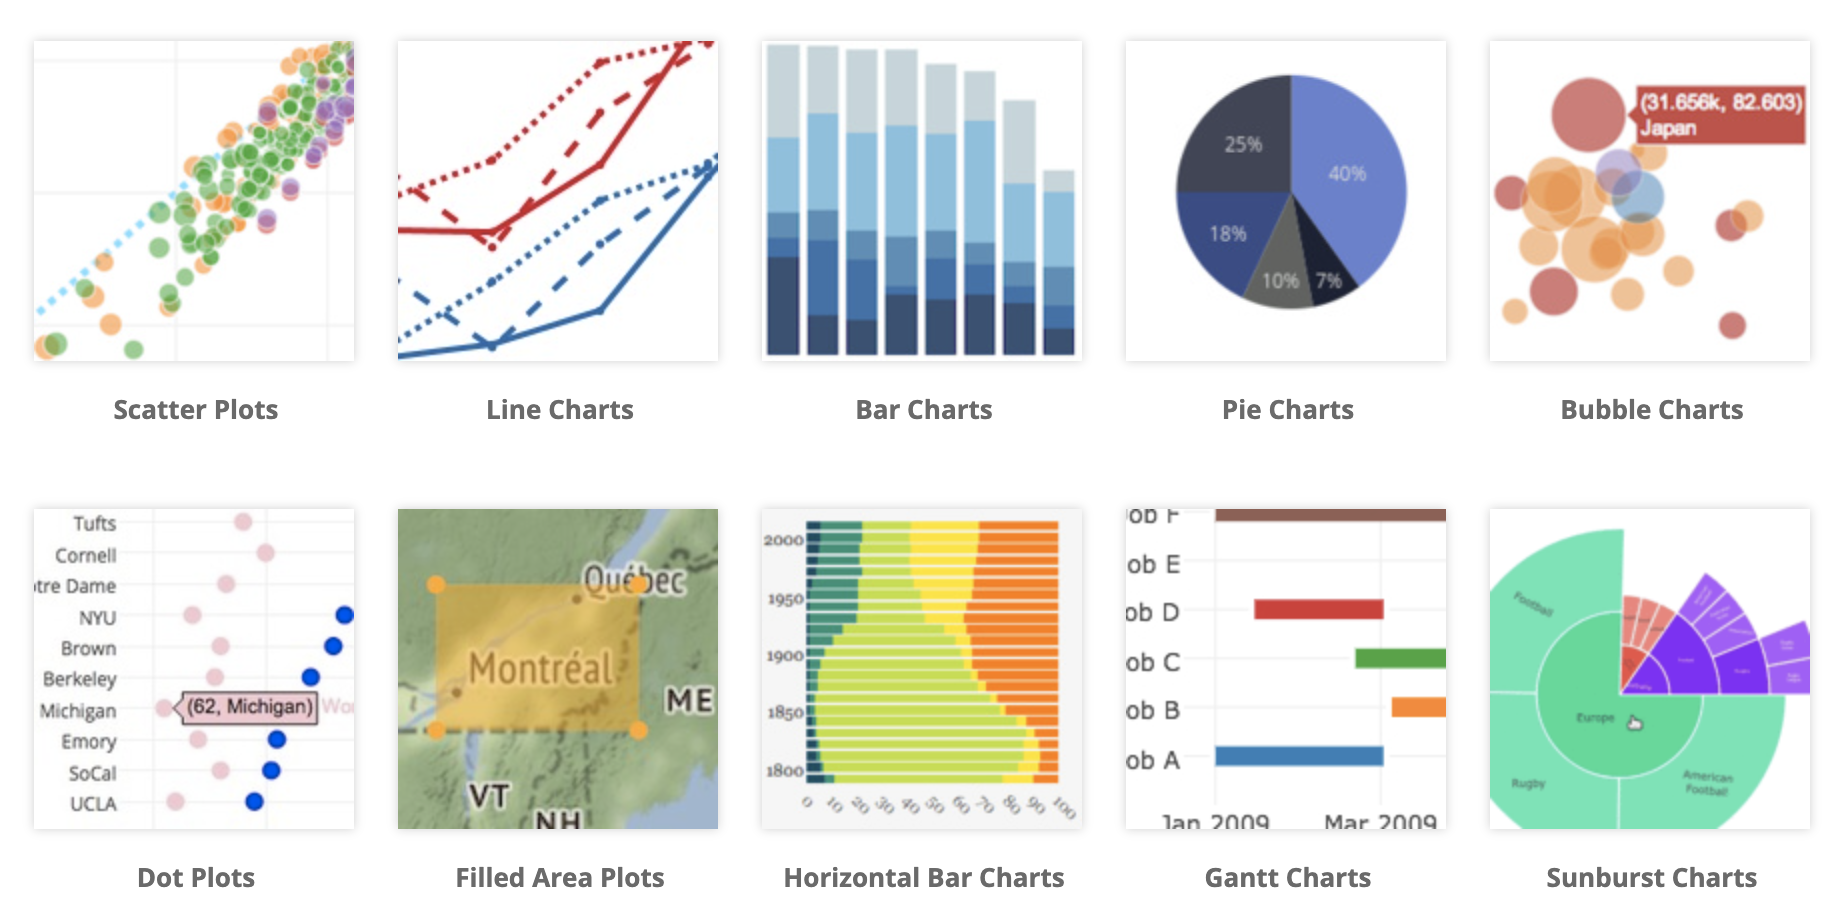 25%
40%
18%
10%
7%
(31.656k, 82.603)
Japan
Scatter Plots
Line Charts
Bar Charts
Pie Charts
Bubble Charts
Tufts
Cornell
otre Dame
NYU
Brown
Berkeley
Michigan
(62, Michigan)
Wo
Emory
SoCal
UCLA
Québec
Montréal
ME
VT
NH
2000
1950
1900
1850
1800
0 10 20 30 40 50 60 70 80 90 100
ob F
ob E
ob D
ob C
ob B
ob A
Jan 2009 Mar 2009
Football
Europe
Rugby
American
Football
Dot Plots
Filled Area Plots
Horizontal Bar Charts
Gantt Charts
Sunburst Charts